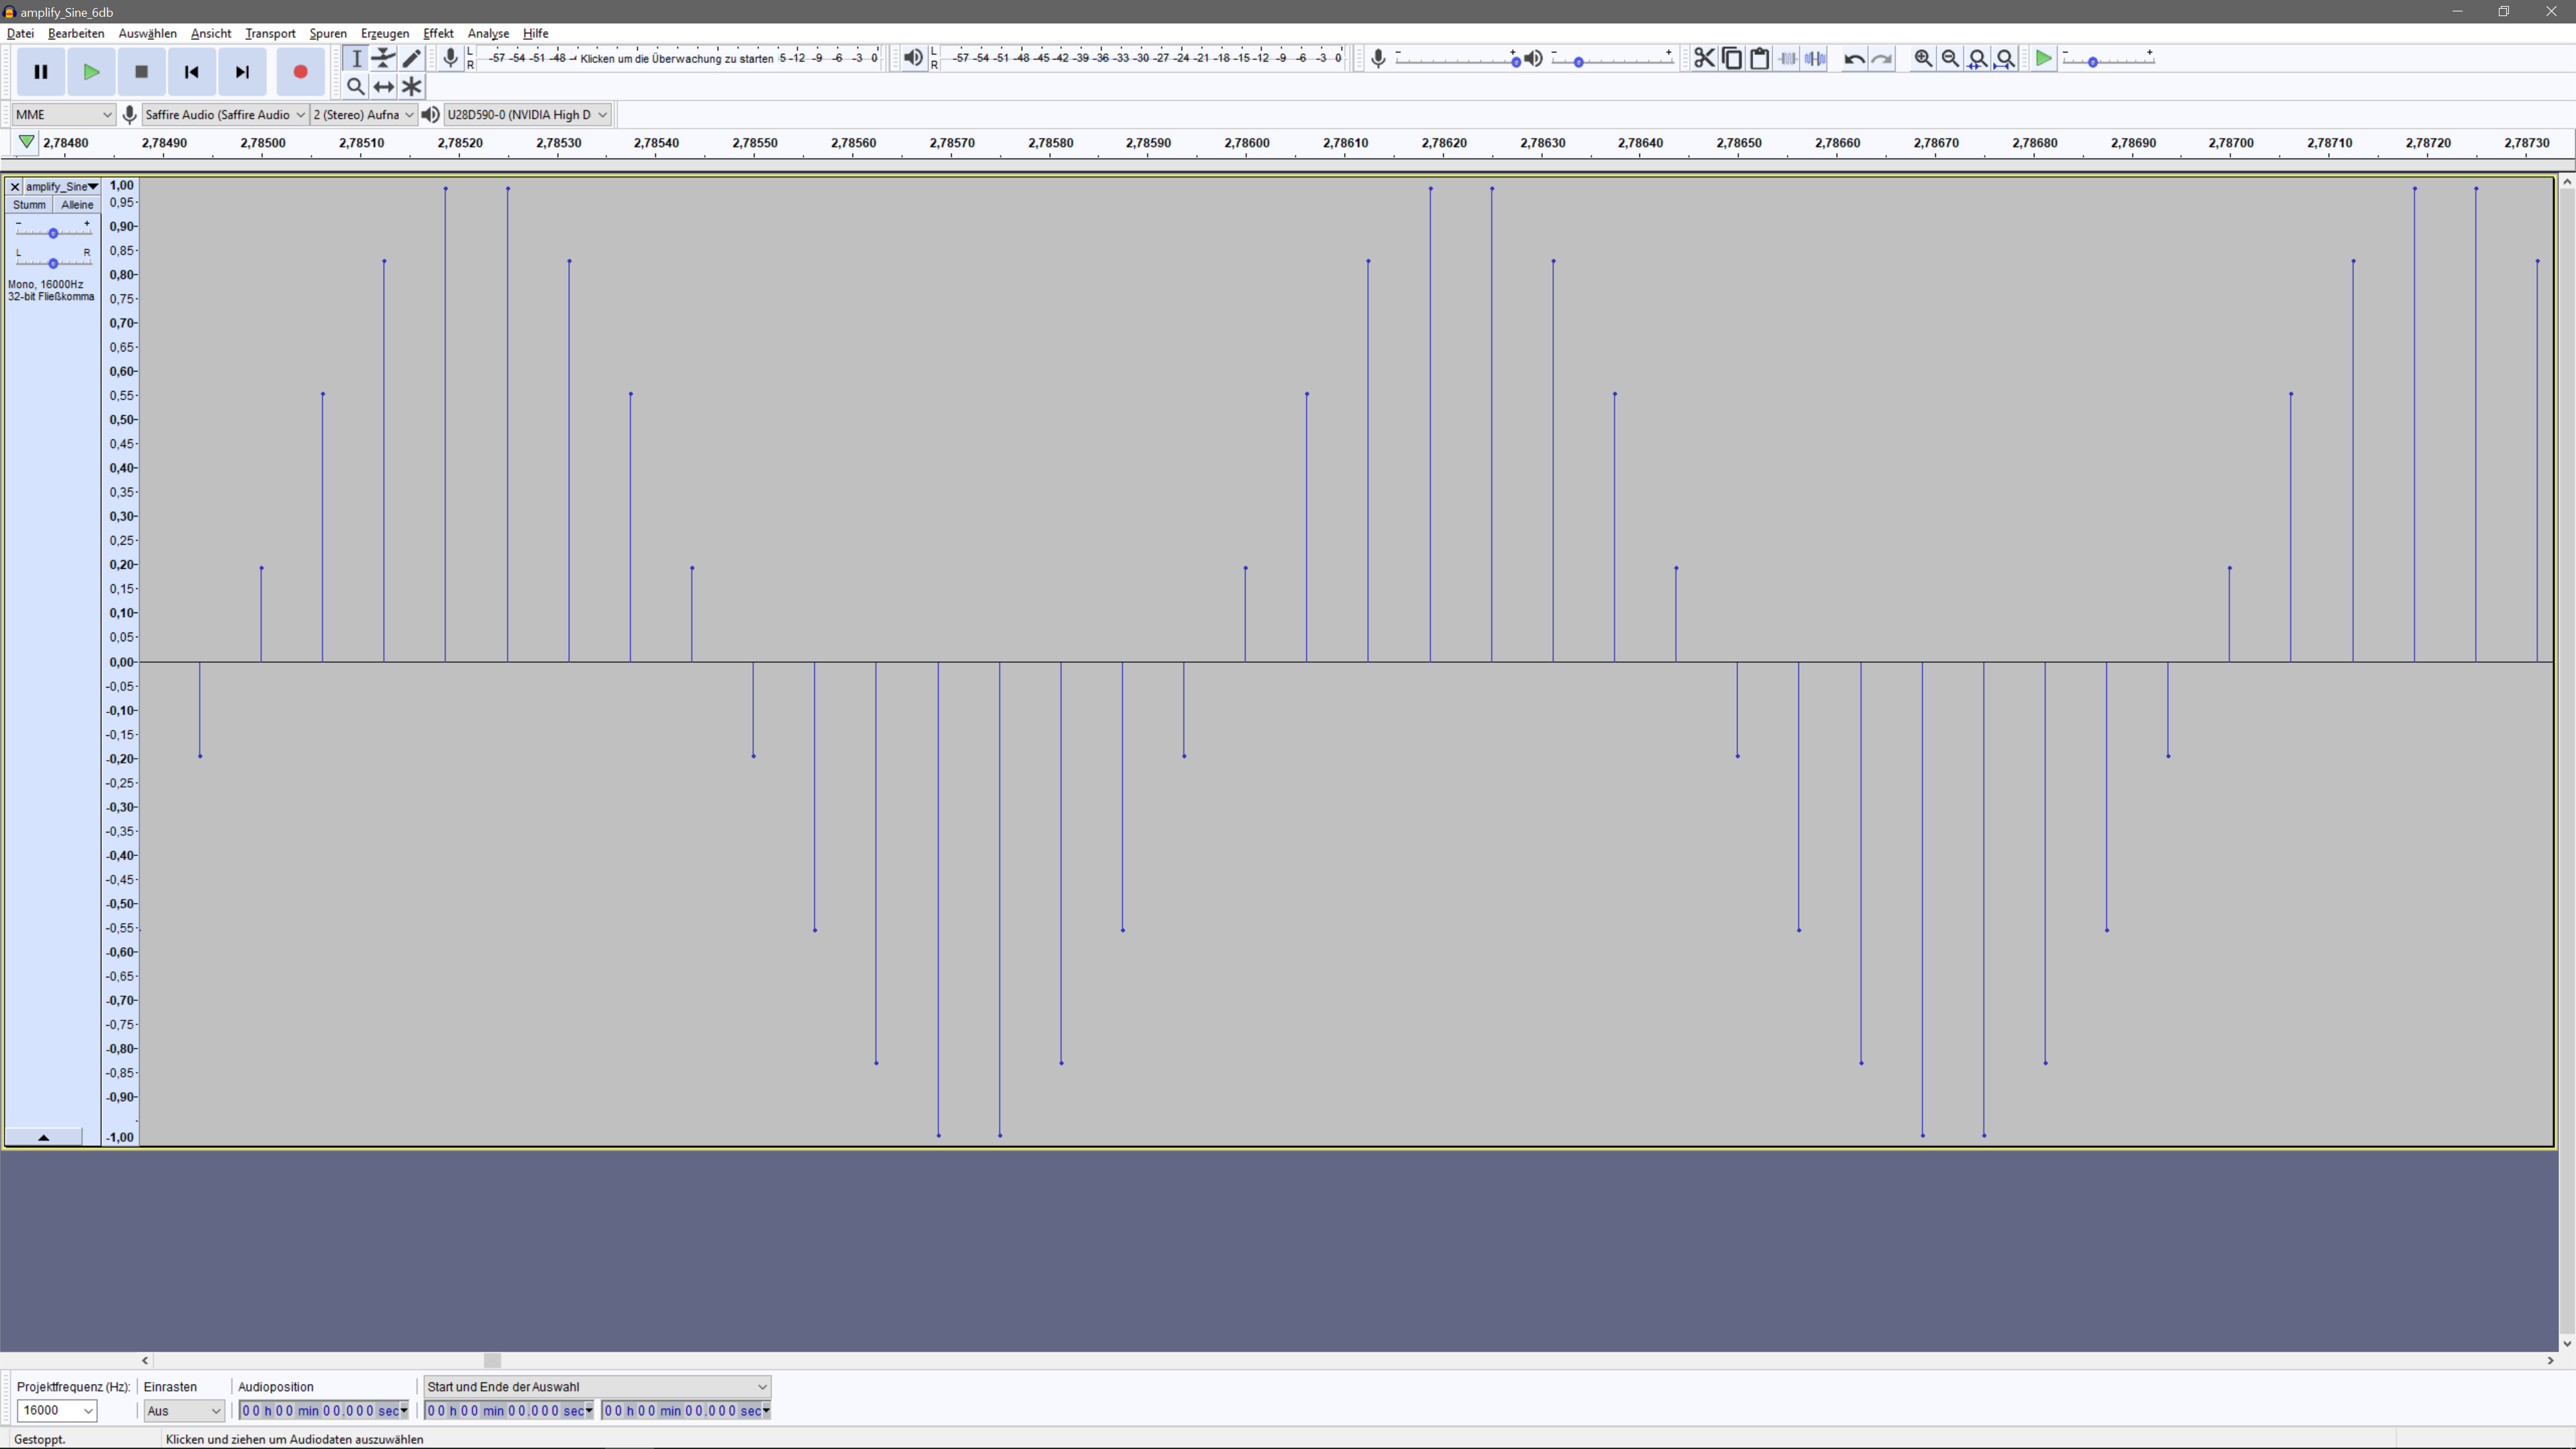 amplify_Sine_6db
Datei Bearbeiten Auswählen Ansicht Transport Spuren Erzeugen Effekt Analyse Hilfe
L R -57 -54 -51 -48 Klicken um die Überwachung zu starten 5 -12 -9 -6 -3 0
L R -57 -54 -51 -48 -45 -42 -39 -36 -33 -30 -27 -24 -21 -18 -15 -12 -9 -6 -3 0
- + - + - +
MME Saffire Audio (Saffire Audio 2 (Stereo) Aufna U28D590-0 (NVIDIA High D
2,78480 2,78490 2,78500 2,78510 2,78520 2,78530 2,78540 2,78550 2,78560 2,78570 2,78580 2,78590 2,78600 2,78610 2,78620 2,78630 2,78640 2,78650 2,78660 2,78670 2,78680 2,78690 2,78700 2,78710 2,78720 2,78730
amplify_Sine
Stumm Alleine
- +
L R
Mono, 16000Hz
32-bit Fließkomma
1,00
0,95
0,90
0,85
0,80
0,75
0,70
0,65
0,60
0,55
0,50
0,45
0,40
0,35
0,30
0,25
0,20
0,15
0,10
0,05
0,00
-0,05
-0,10
-0,15
-0,20
-0,25
-0,30
-0,35
-0,40
-0,45
-0,50
-0,55
-0,60
-0,65
-0,70
-0,75
-0,80
-0,85
-0,90
-1,00
Projektfrequenz (Hz): Einrasten Audioposition Start und Ende der Auswahl
16000 Aus 00 h 00 min 00.000 sec 00 h 00 min 00.000 sec 00 h 00 min 00.000 sec
Gestoppt. Klicken und ziehen um Audiodaten auszuwählen